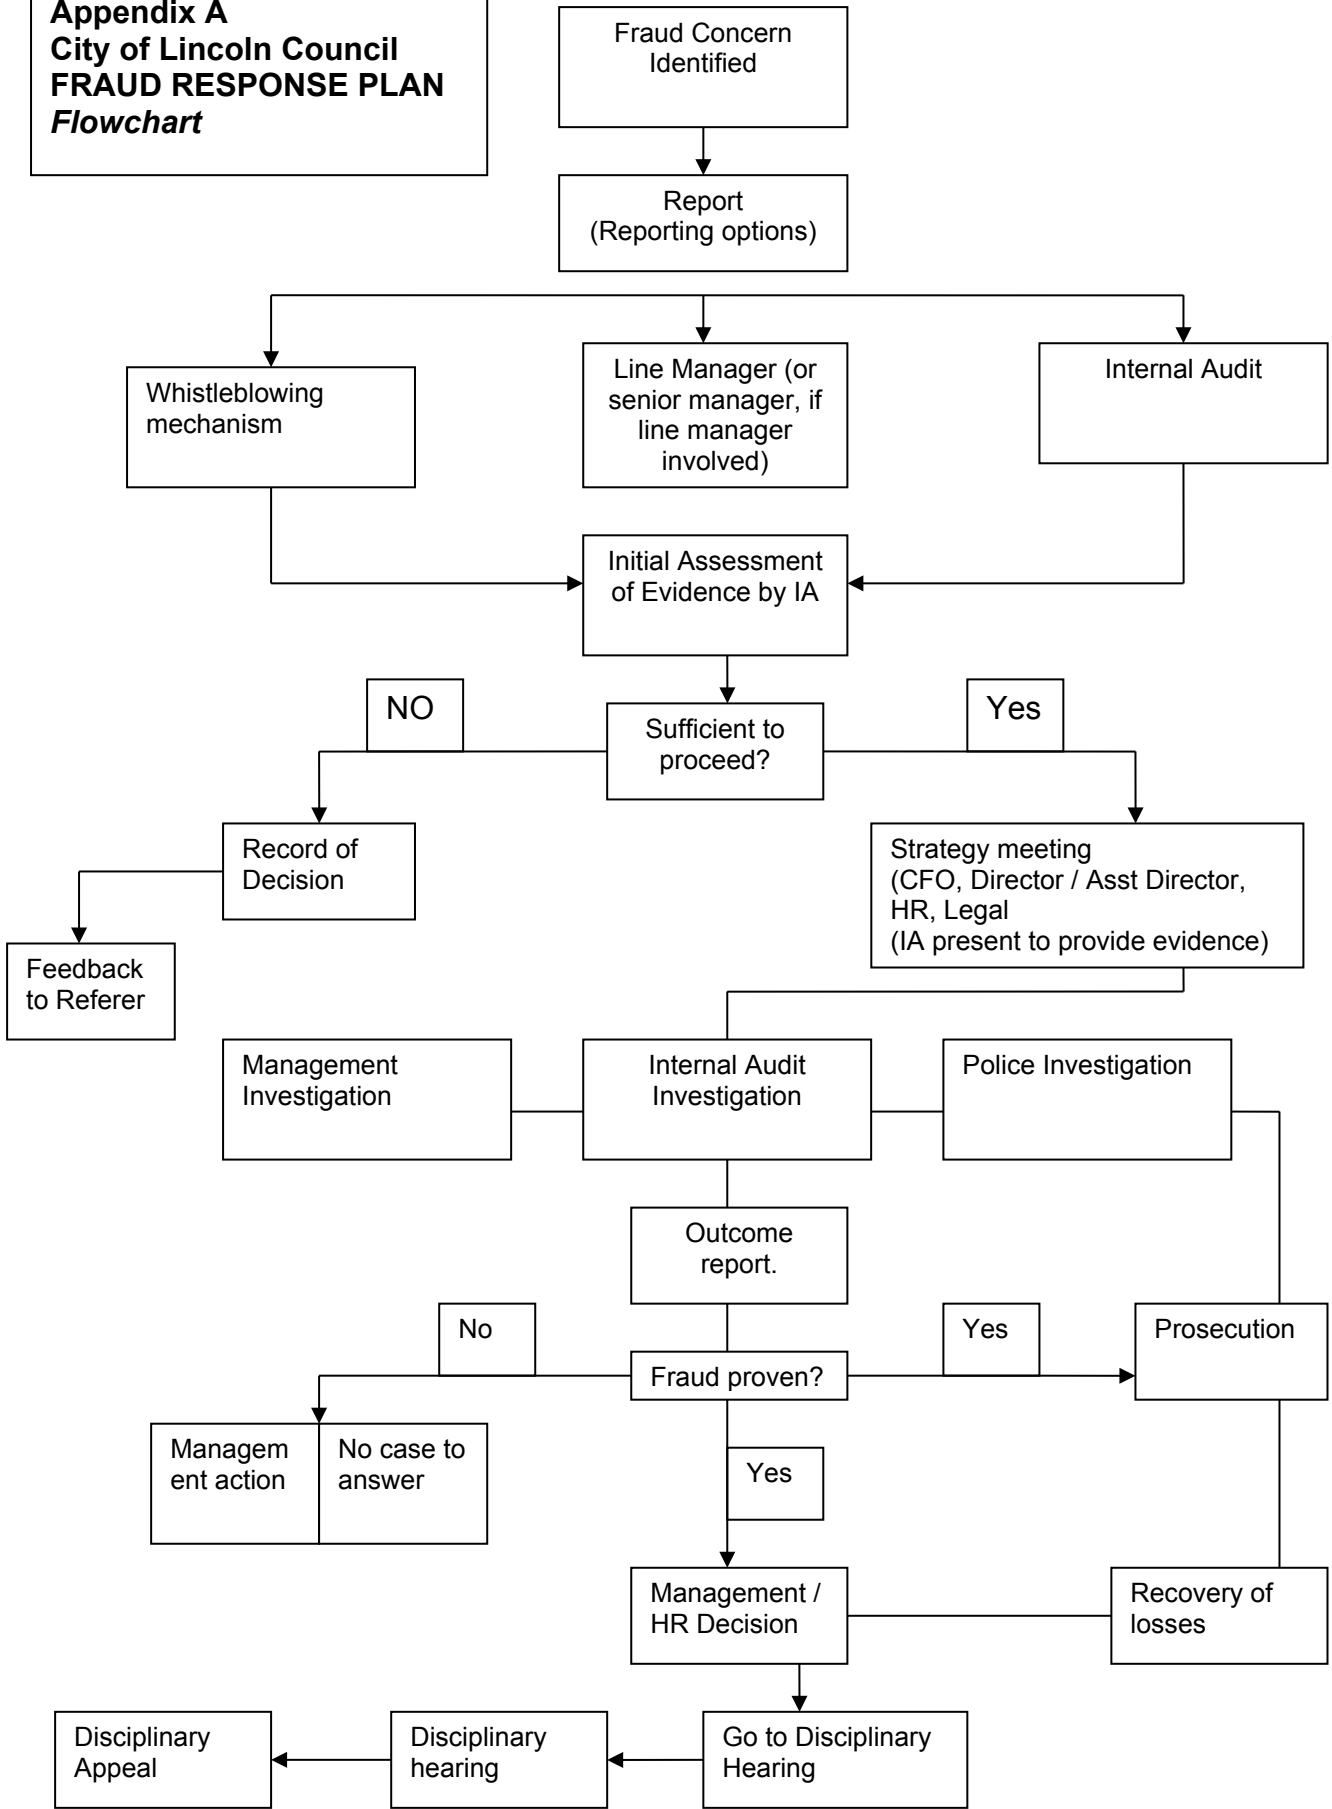 Appendix A
City of Lincoln Council
FRAUD RESPONSE PLAN
Flowchart
Fraud Concern
Identified
Report
(Reporting options)
Whistleblowing
mechanism
Line Manager (or
senior manager, if
line manager
involved)
Internal Audit
Initial Assessment
of Evidence by IA
NO
Sufficient to
proceed?
Yes
Record of
Decision
Strategy meeting
(CFO, Director / Asst Director,
HR, Legal
(IA present to provide evidence)
Feedback
to Referer
Management
Investigation
Internal Audit
Investigation
Police Investigation
Outcome
report.
No
Fraud proven?
Yes
Prosecution
Managem
ent action
No case to
answer
Yes
Management /
HR Decision
Recovery of
losses
Disciplinary
Appeal
Disciplinary
hearing
Go to Disciplinary
Hearing